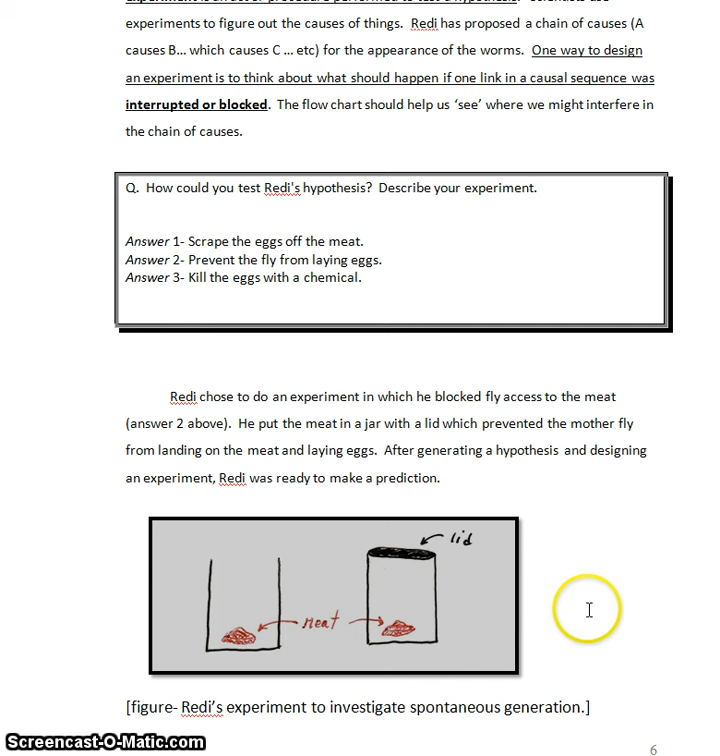 experiments to figure out the causes of things. Redi has proposed a chain of causes (A
causes B... which causes C ... etc) for the appearance of the worms. One way to design
an experiment is to think about what should happen if one link in a causal sequence was
interrupted or blocked. The flow chart should help us ‘see’ where we might interfere in
the chain of causes.
Q. How could you test Redi's hypothesis? Describe your experiment.
Answer 1- Scrape the eggs off the meat.
Answer 2- Prevent the fly from laying eggs.
Answer 3- Kill the eggs with a chemical.
Redi chose to do an experiment in which he blocked fly access to the meat
(answer 2 above). He put the meat in a jar with a lid which prevented the mother fly
from landing on the meat and laying eggs. After generating a hypothesis and designing
an experiment, Redi was ready to make a prediction.
lid
Meat
[figure- Redi’s experiment to investigate spontaneous generation.]
Screencast-O-Matic.com
6